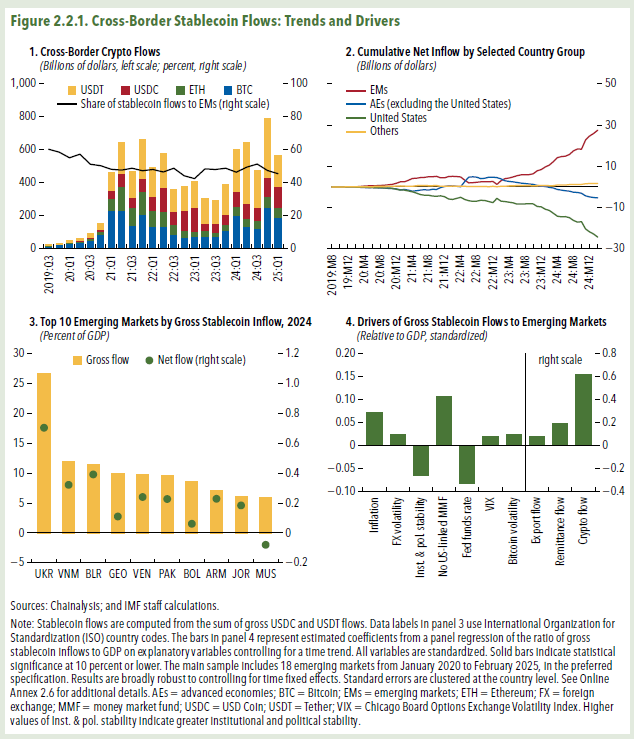 Figure 2.2.1. Cross-Border Stablecoin Flows: Trends and Drivers
1. Cross-Border Crypto Flows
(Billions of dollars, left scale; percent, right scale)
1,000
800
600
400
200
0
100
80
60
40
20
0
USDT
USDC
ETH
BTC
Share of stablecoin flows to EMs (right scale)
2019:Q3
20:Q1
20:Q3
21:Q1
21:Q3
22:Q1
22:Q3
23:Q1
23:Q3
24:Q1
24:Q3
25:Q1
2. Cumulative Net Inflow by Selected Country Group
(Billions of dollars)
EMs
AEs (excluding the United States)
United States
Others
50
30
10
–10
–30
2019:M8
19:M12
20:M4
20:M8
20:M12
21:M4
21:M8
21:M12
22:M4
22:M8
22:M12
23:M4
23:M8
23:M12
24:M4
24:M8
24:M12
3. Top 10 Emerging Markets by Gross Stablecoin Inflow, 2024
(Percent of GDP)
30
25
20
15
10
5
0
–5
Gross flow
Net flow (right scale)
1.2
1.0
0.8
0.6
0.4
0.2
0
–0.2
UKR VNM BLR GEO VEN PAK BOL ARM JOR MUS
4. Drivers of Gross Stablecoin Flows to Emerging Markets
(Relative to GDP, standardized)
0.20
0.15
0.10
0.05
0
–0.05
–0.10
right scale
0.8
0.6
0.4
0.2
0
–0.2
–0.4
Inflation
FX volatility
Inst. & pol. stability
No US-linked MMF
Fed funds rate
VIX
Bitcoin volatility
Export flow
Remittance flow
Crypto flow
Sources: Chainalysis; and IMF staff calculations.
Note: Stablecoin flows are computed from the sum of gross USDC and USDT flows. Data labels in panel 3 use International Organization for
Standardization (ISO) country codes. The bars in panel 4 represent estimated coefficients from a panel regression of the ratio of gross
stablecoin inflows to GDP on explanatory variables controlling for a time trend. All variables are standardized. Solid bars indicate statistical
significance at 10 percent or lower. The main sample includes 18 emerging markets from January 2020 to February 2025, in the preferred
specification. Results are broadly robust to controlling for time fixed effects. Standard errors are clustered at the country level. See Online
Annex 2.6 for additional details. AEs = advanced economies; BTC = Bitcoin; EMs = emerging markets; ETH = Ethereum; FX = foreign
exchange; MMF = money market fund; USDC = USD Coin; USDT = Tether; VIX = Chicago Board Options Exchange Volatility Index. Higher
values of Inst. & pol. stability indicate greater institutional and political stability.